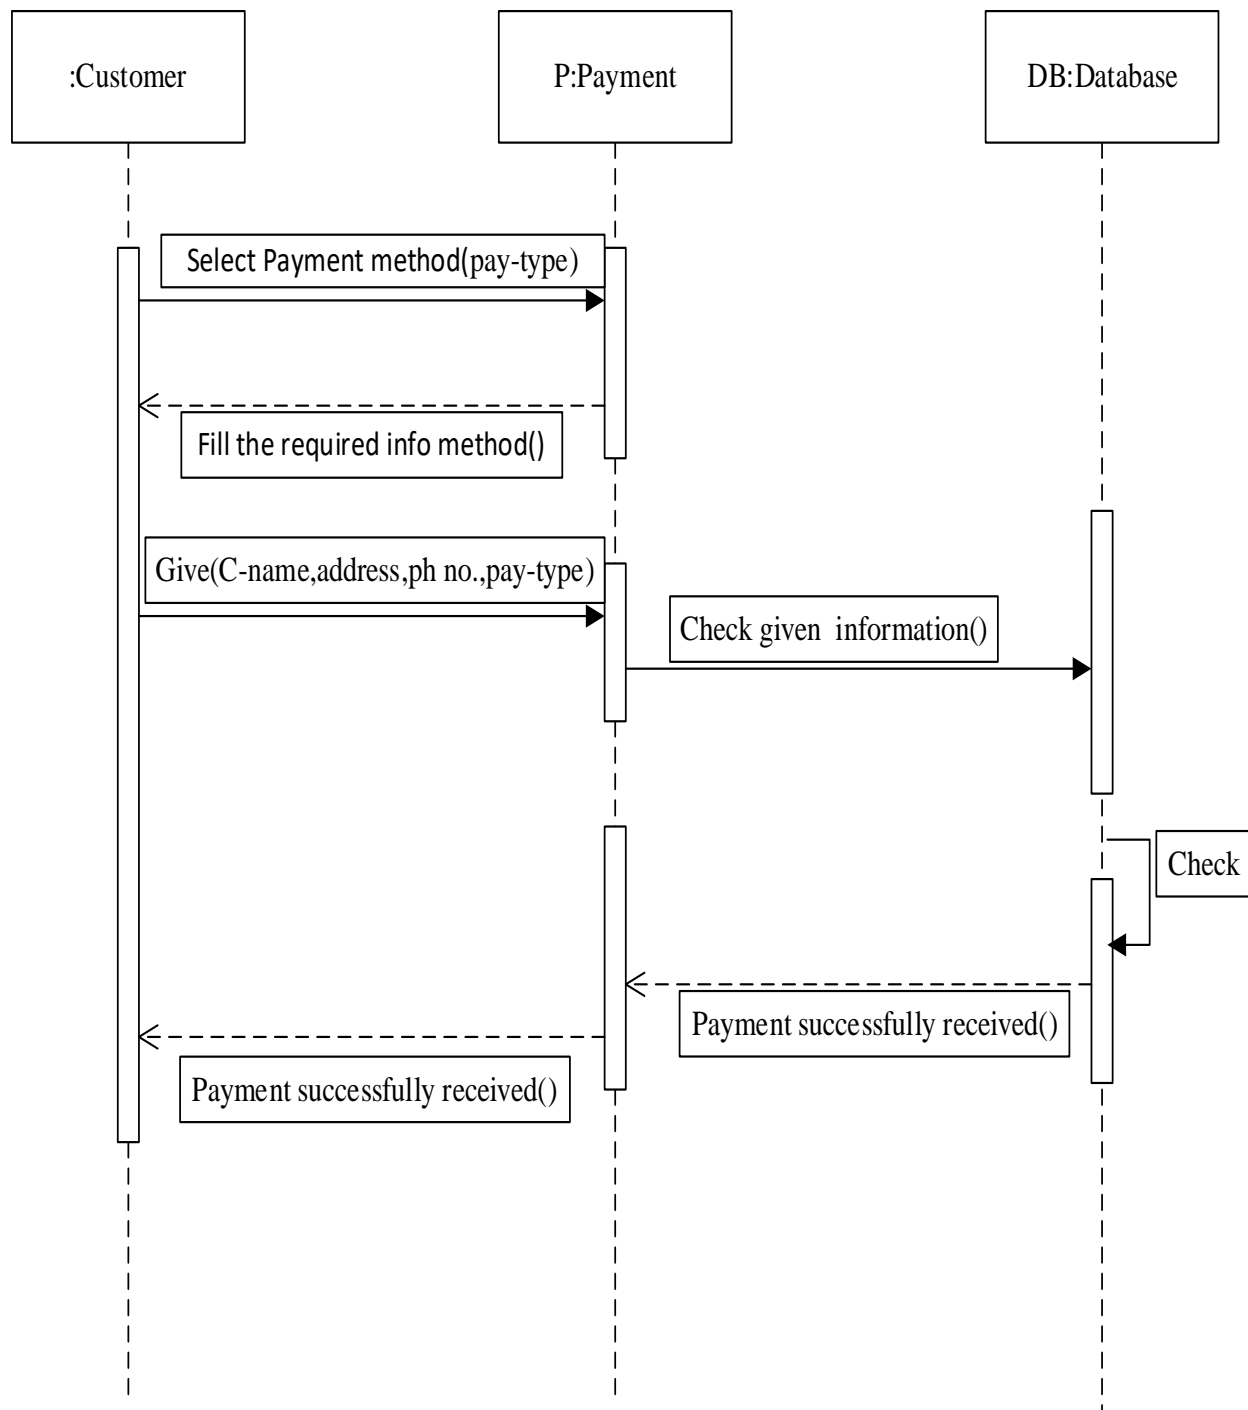 :Customer
P:Payment
DB:Database
Select Payment method(pay-type)
Fill the required info method()
Give(C-name,address,ph no.,pay-type)
Check given  information()
Check
Payment successfully received()
Payment successfully received()